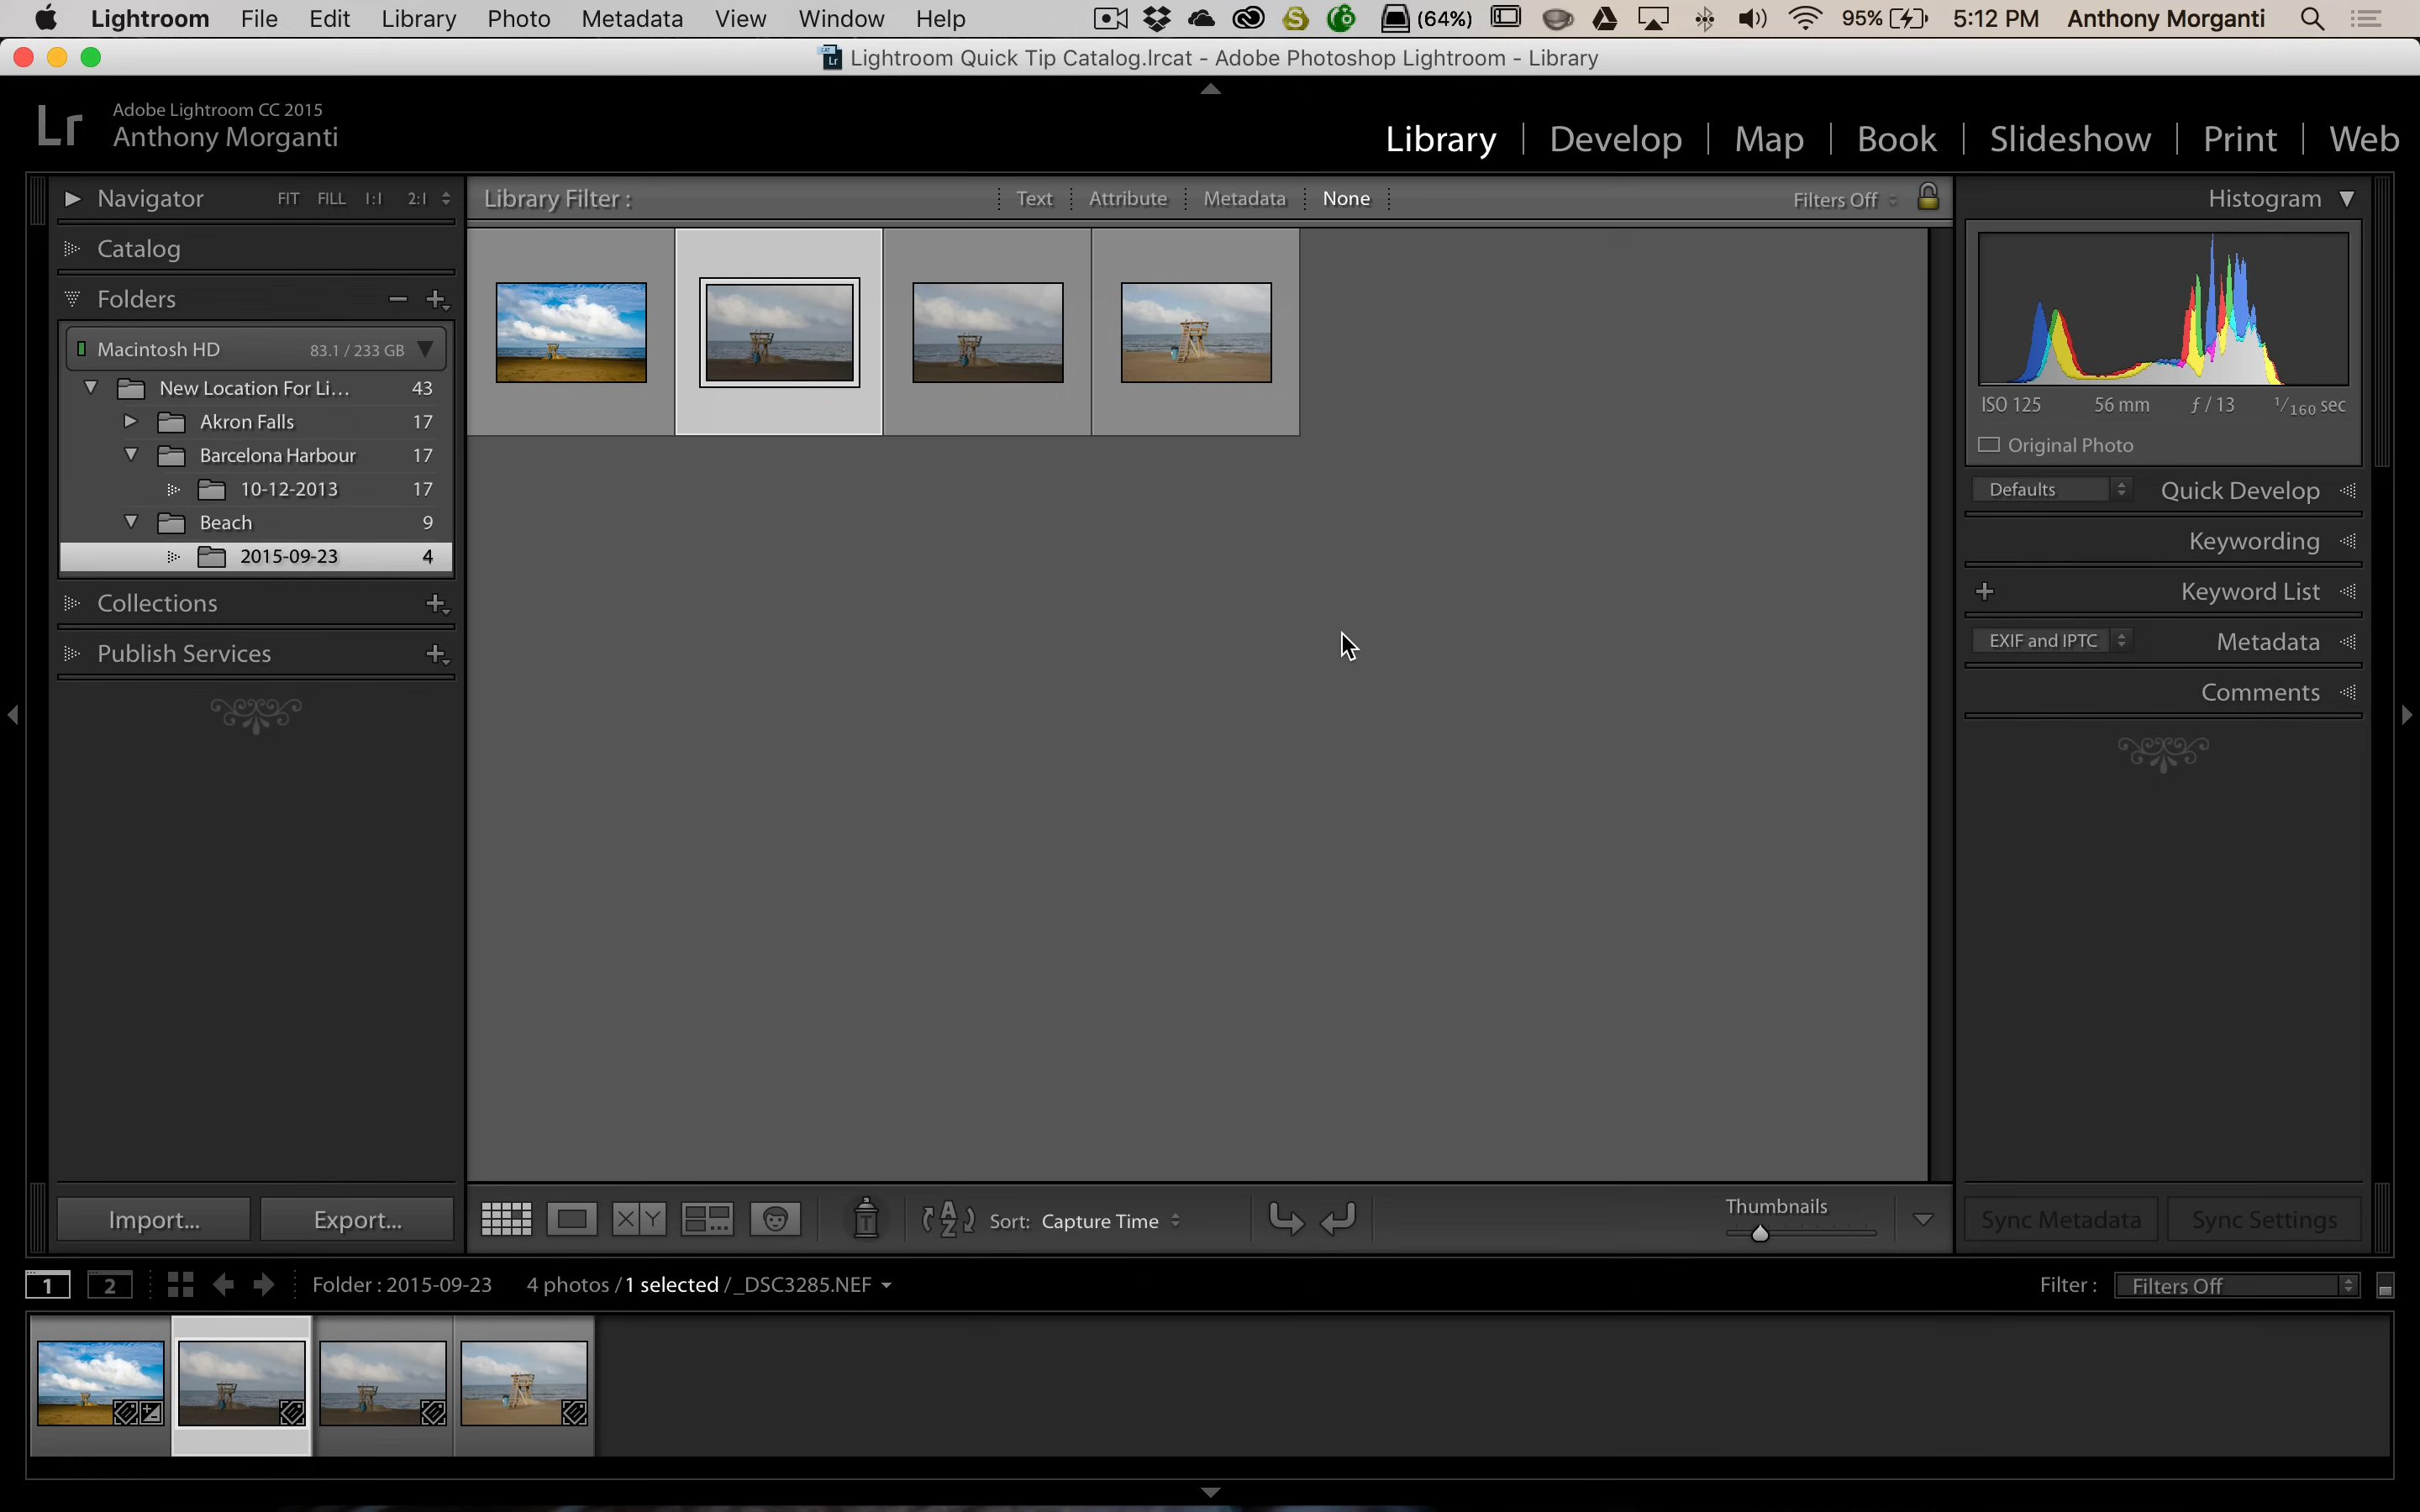 Lightroom File Edit Library Photo Metadata View Window Help (64%) 95% 5:12 PM Anthony Morganti
Lightroom Quick Tip Catalog.lrcat - Adobe Photoshop Lightroom - Library
Lr Adobe Lightroom CC 2015
Anthony Morganti
Library | Develop | Map | Book | Slideshow | Print | Web
Navigator FIT FILL 1:1 2:1
Library Filter : Text Attribute Metadata None Filters Off
Histogram
Catalog
Folders
Macintosh HD 83.1 / 233 GB
New Location For Li... 43
Akron Falls 17
Barcelona Harbour 17
10-12-2013 17
Beach 9
2015-09-23 4
Collections
Publish Services
ISO 125 56 mm ƒ / 13 1/160 sec
Original Photo
Defaults Quick Develop
Keywording
Keyword List
EXIF and IPTC Metadata
Comments
Import... Export...
X Y T A Z Sort: Capture Time Thumbnails
Sync Metadata Sync Settings
1 2 Folder : 2015-09-23 4 photos / 1 selected / _DSC3285.NEF Filter : Filters Off